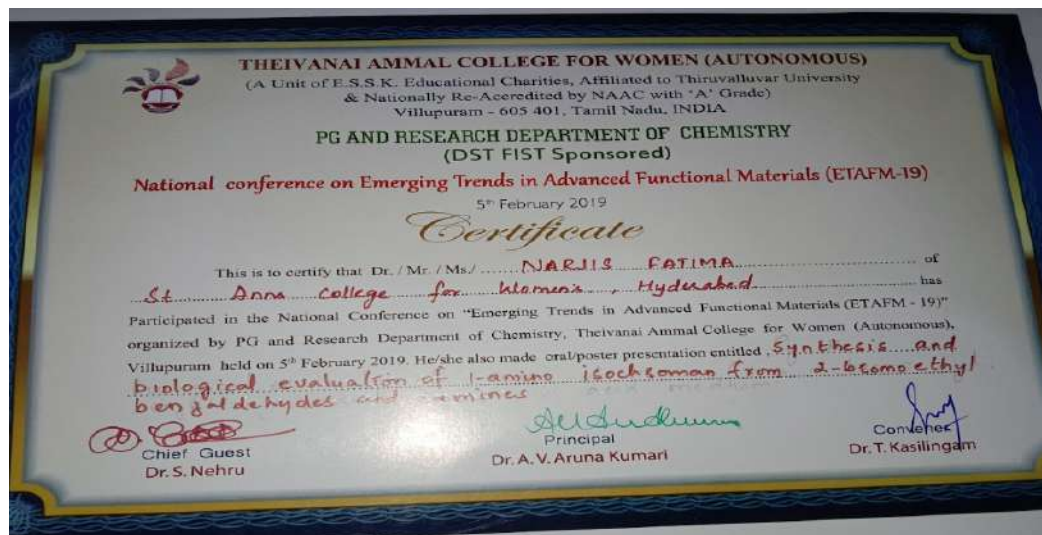 THEIVANAI AMMAL COLLEGE FOR WOMEN (AUTONOMOUS)
(A Unit of E.S.S.K. Educational Charities, Affiliated to Thiruvalluvar University
& Nationally Re-Accredited by NAAC with 'A' Grade)
Villupuram - 605 401, Tamil Nadu, INDIA
PG AND RESEARCH DEPARTMENT OF CHEMISTRY
(DST FIST Sponsored)
National conference on Emerging Trends in Advanced Functional Materials (ETAFM-19)
5th February 2019
Certificate
This is to certify that Dr. / Mr. / Ms./ NARJIS FATIMA of
St Anns College for Women's, Hyderabad has
Participated in the National Conference on "Emerging Trends in Advanced Functional Materials (ETAFM - 19)"
organized by PG and Research Department of Chemistry, Theivanai Ammal College for Women (Autonomous),
Villupuram held on 5th February 2019. He/she also made oral/poster presentation entitled Synthesis and
biological evaluation of 1-amino isochroman from 2-bromo ethyl
benzaldehydes and amines
Chief Guest
Dr. S. Nehru
Principal
Dr. A. V. Aruna Kumari
Convener
Dr. T. Kasilingam